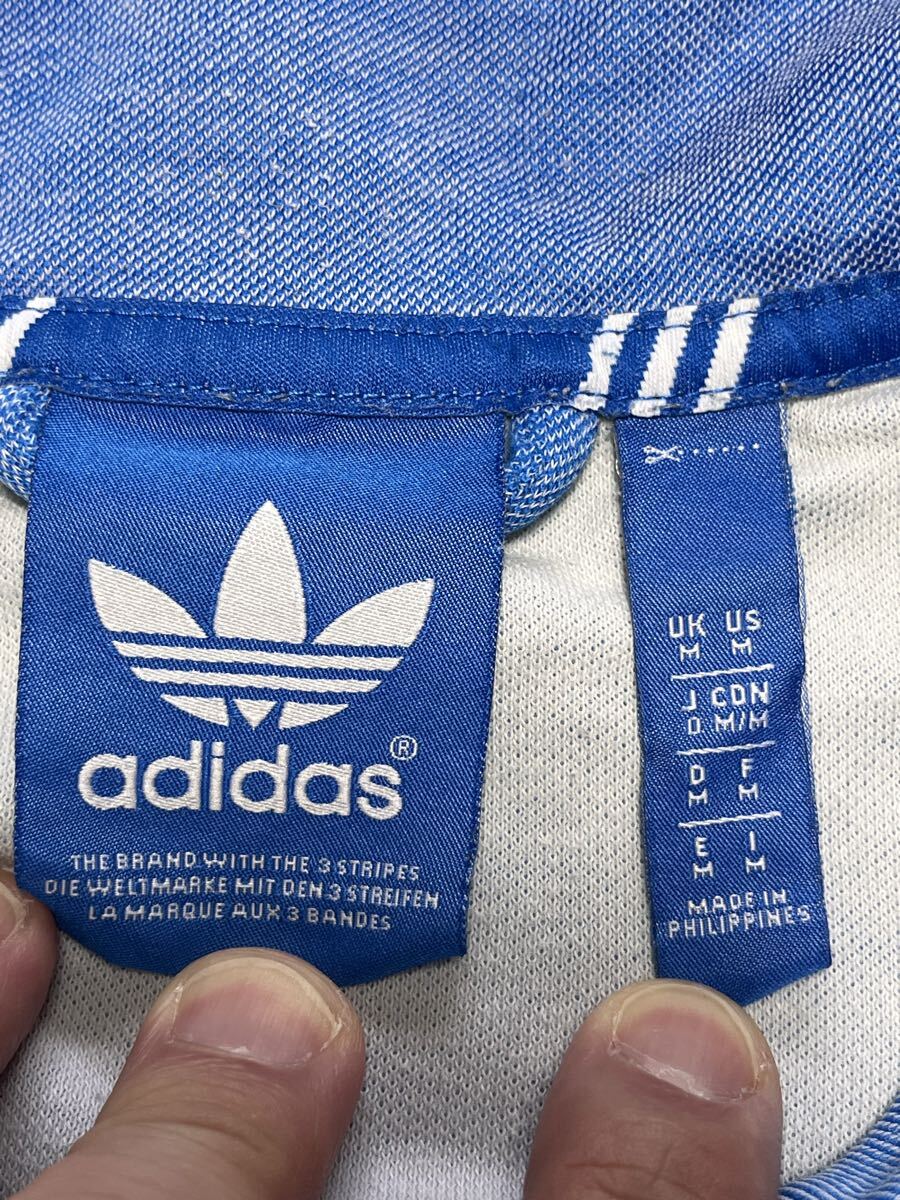 adidas®
THE BRAND WITH THE 3 STRIPES
DIE WELTMARKE MIT DEN 3 STREIFEN
LA MARQUE AUX 3 BANDES
UK US
M M
J CDN
O M/M
D F
M M
E I
M M
MADE IN
PHILIPPINES